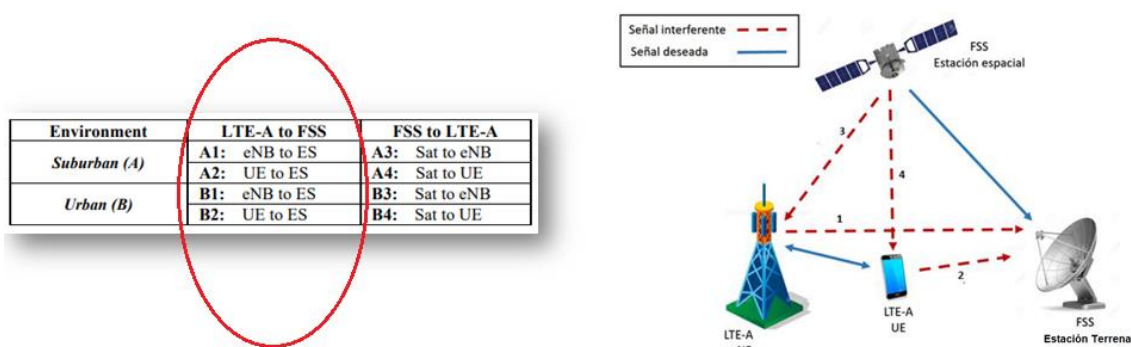 Environment LTE-A to FSS FSS to LTE-A
Suburban (A) A1: eNB to ES A3: Sat to eNB
A2: UE to ES A4: Sat to UE
Urban (B) B1: eNB to ES B3: Sat to eNB
B2: UE to ES B4: Sat to UE
Señal interferente
Señal deseada
FSS
Estación espacial
3
4
1
2
LTE-A
UE
LTE-A
FSS
Estación Terrena